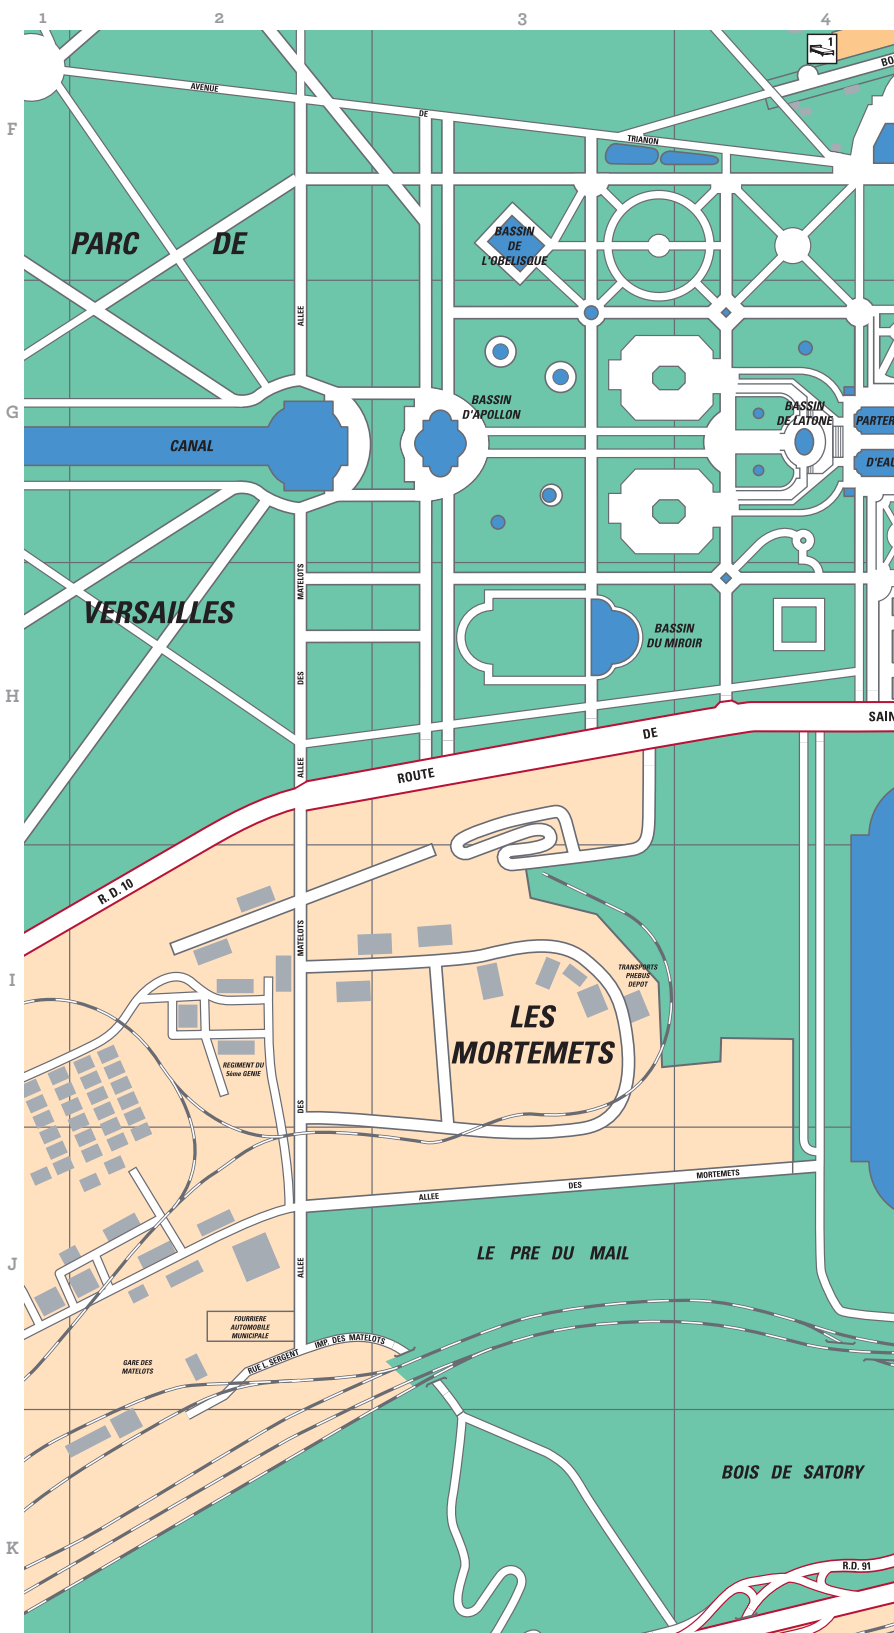 1 2 3 4
1
BO
AVENUE
DE
TRIANON
F
PARC DE
BASSIN
DE
L'OBELISQUE
ALLEE
BASSIN
D'APOLLON
G
BASSIN
DE LATONE
PARTER
CANAL
D'EAU
MATELOTS
VERSAILLES
BASSIN
DU MIROIR
DES
H
SAIN
DE
ROUTE
ALLEE
R. D. 10
MATELOTS
TRANSPORTS
PHEBUS
DEPOT
I
LES
MORTEMETS
REGIMENT DU
5ème GENIE
DES
ALLEE DES MORTEMETS
LE PRE DU MAIL
J
ALLEE
FOURRIERE
AUTOMOBILE
MUNICIPALE
IMP. DES MATELOTS
RUE L. SERGENT
GARE DES
MATELOTS
BOIS DE SATORY
K
R.D. 91